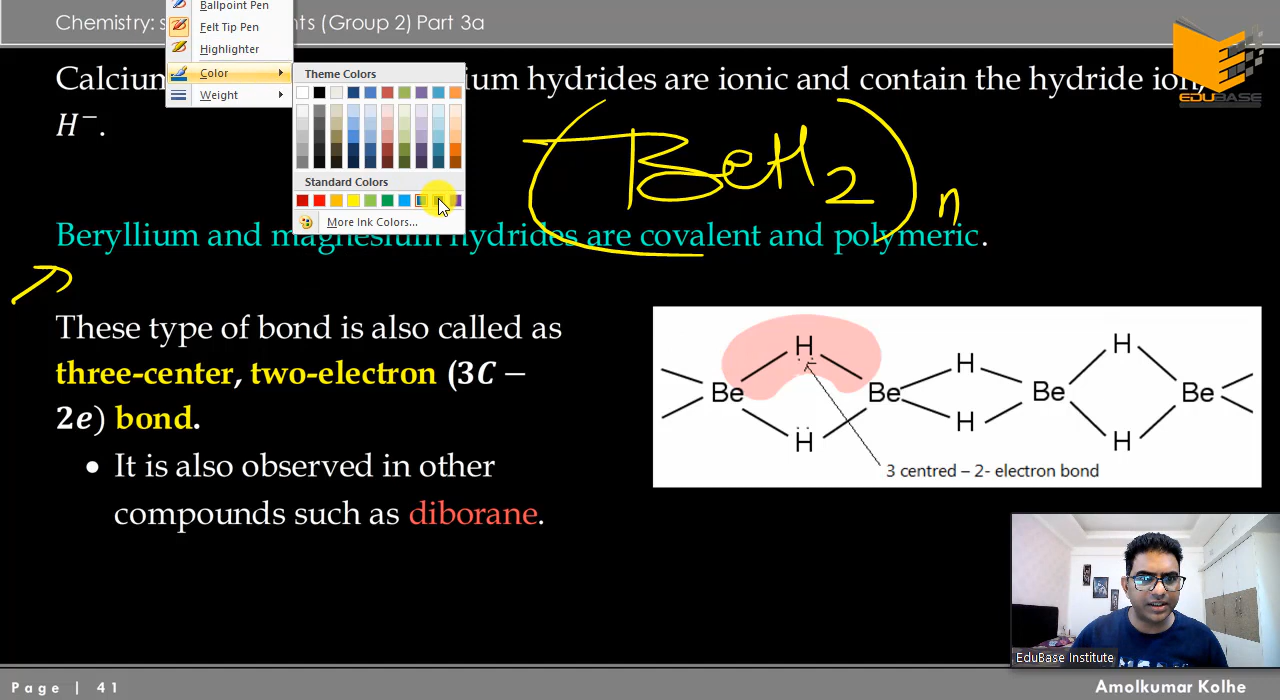 Ballpoint Pen
Chemistry: s nts (Group 2) Part 3a
Felt Tip Pen
Highlighter
Color
Weight
Theme Colors
Standard Colors
More Ink Colors...
EDUBASE
Calcium ium hydrides are ionic and contain the hydride ion,
H⁻.
(BeH₂)n
Beryllium and magnesium hydrides are covalent and polymeric.
These type of bond is also called as
three-center, two-electron (3C −
2e) bond.
• It is also observed in other
compounds such as diborane.
H H H
Be Be Be Be
H H H
3 centred – 2- electron bond
EduBase Institute
Page | 41
Amolkumar Kolhe